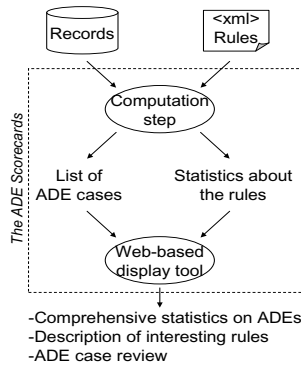 Records
<xml>
Rules
The ADE Scorecards
Computation
step
List of
ADE cases
Statistics about
the rules
Web-based
display tool
-Comprehensive statistics on ADEs
-Description of interesting rules
-ADE case review